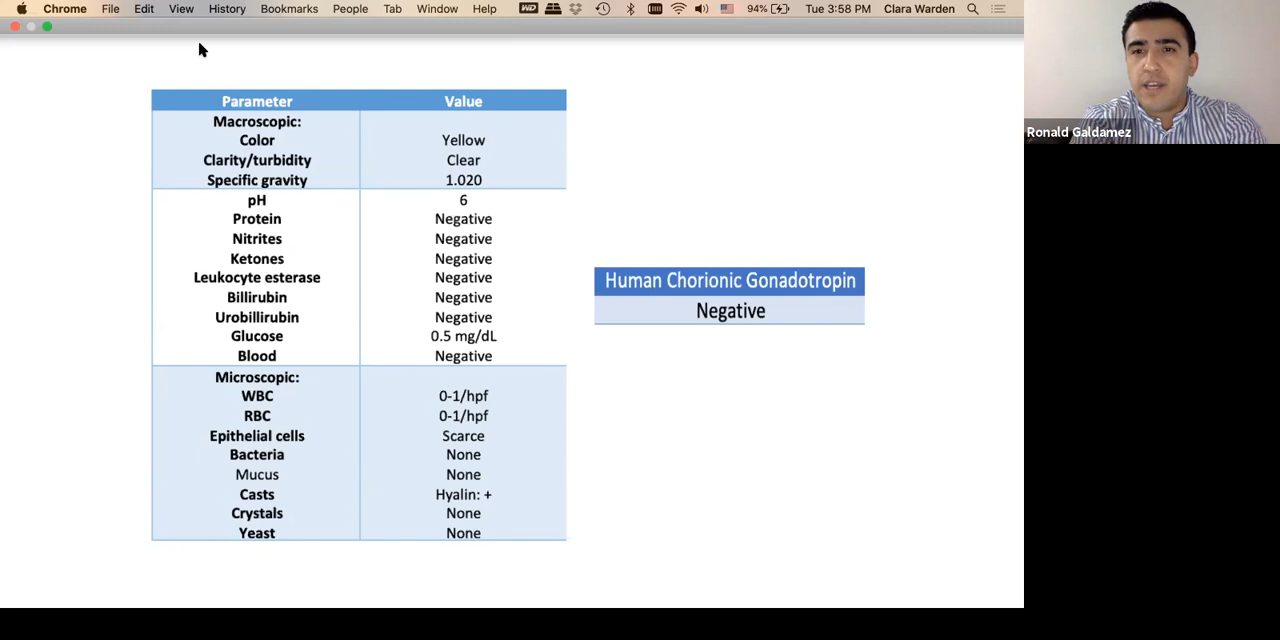 Chrome File Edit View History Bookmarks People Tab Window Help WD 94% Tue 3:58 PM Clara Warden
Ronald Galdamez
Parameter Value
Macroscopic:
Color Yellow
Clarity/turbidity Clear
Specific gravity 1.020
pH 6
Protein Negative
Nitrites Negative
Ketones Negative
Leukocyte esterase Negative
Billirubin Negative
Urobillirubin Negative
Glucose 0.5 mg/dL
Blood Negative
Microscopic:
WBC 0-1/hpf
RBC 0-1/hpf
Epithelial cells Scarce
Bacteria None
Mucus None
Casts Hyalin: +
Crystals None
Yeast None
Human Chorionic Gonadotropin
Negative